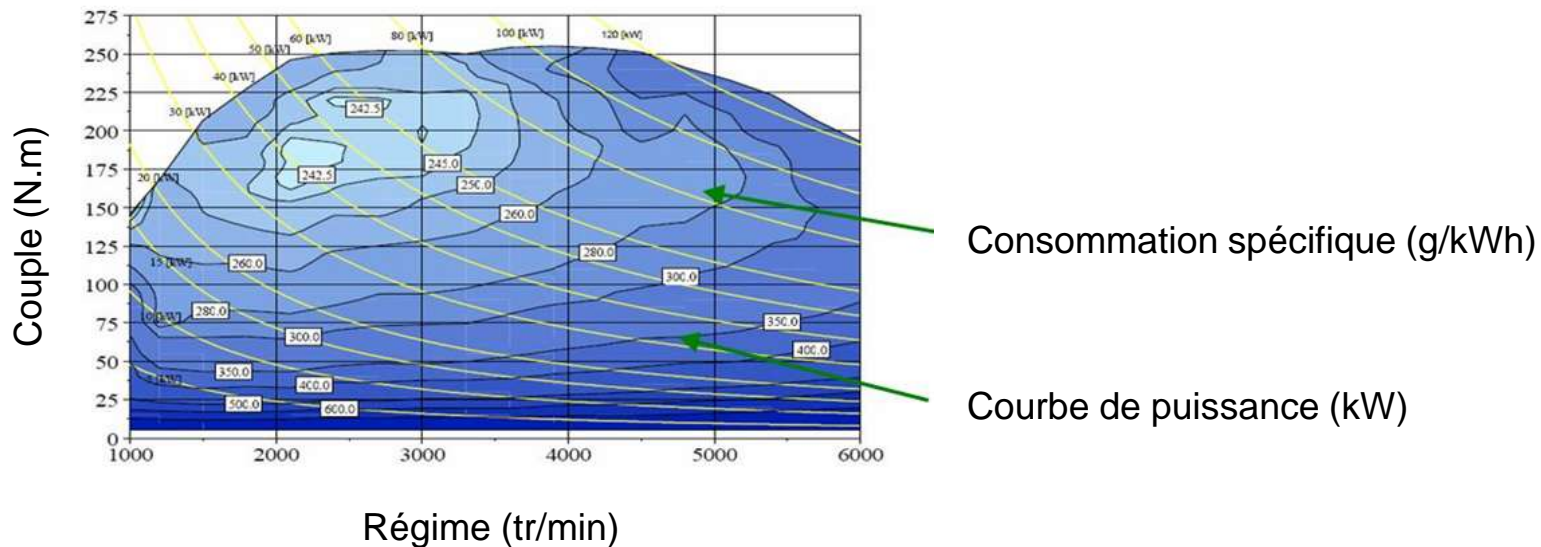 275
250
225
200
175
150
125
100
75
50
25
0
1000
2000
3000
4000
5000
6000
Couple (N.m)
Régime (tr/min)
20 [kW]
30 [kW]
40 [kW]
50 [kW]
60 [kW]
80 [kW]
100 [kW]
120 [kW]
15 [kW]
10 [kW]
242.5
242.5
245.0
250.0
260.0
260.0
280.0
280.0
300.0
300.0
350.0
350.0
400.0
400.0
500.0
600.0
Consommation spécifique (g/kWh)
Courbe de puissance (kW)